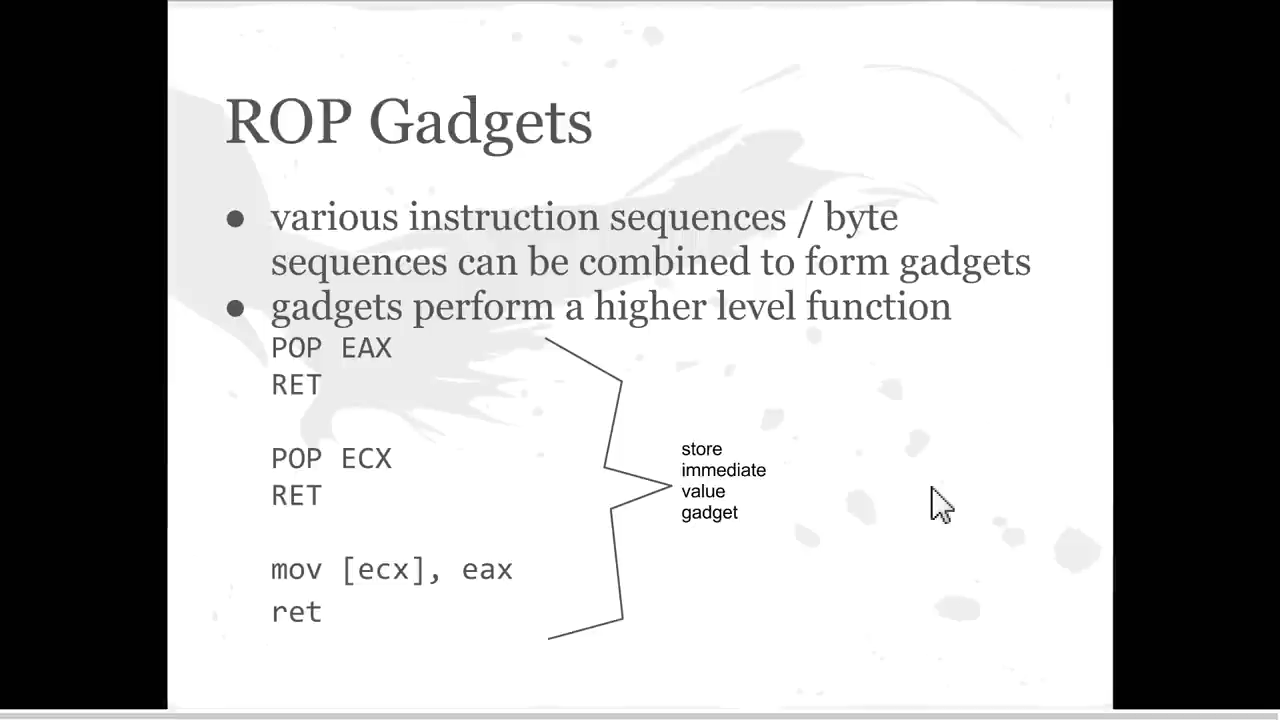 ROP Gadgets
● various instruction sequences / byte
sequences can be combined to form gadgets
● gadgets perform a higher level function
POP EAX
RET
POP ECX
RET
mov [ecx], eax
ret
store
immediate
value
gadget